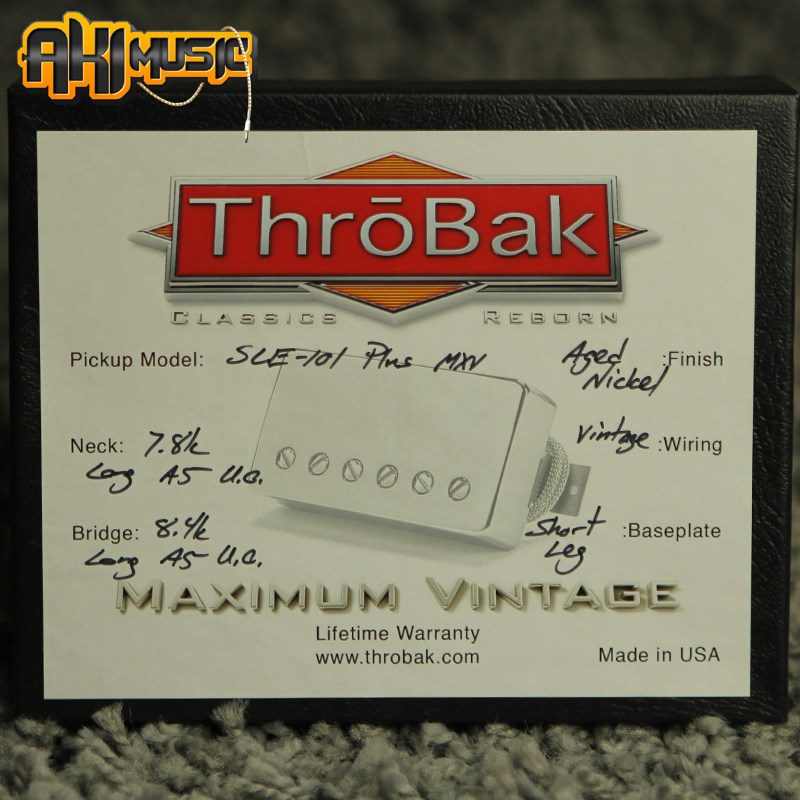 AKI MUSIC
ThrōBak
CLASSICS REBORN
Pickup Model: SLE-101 Plus MXV
Aged Nickel :Finish
Neck: 7.8k
Long A5 U.C.
Vintage :Wiring
Bridge: 8.4k
Long A5 U.C.
Short Leg :Baseplate
MAXIMUM VINTAGE
Lifetime Warranty
www.throbak.com
Made in USA